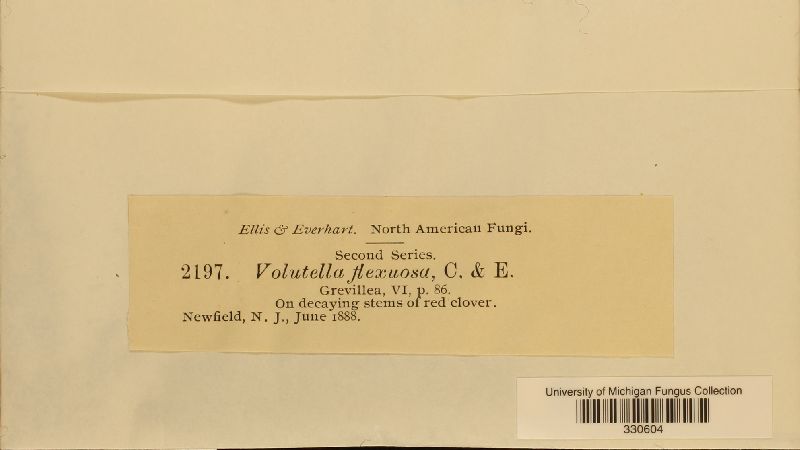 Ellis & Everhart. North American Fungi.
Second Series.
2197. Volutella flexuosa, C. & E.
Grevillea, VI, p. 86.
On decaying stems of red clover.
Newfield, N. J., June 1888.
University of Michigan Fungus Collection
330604